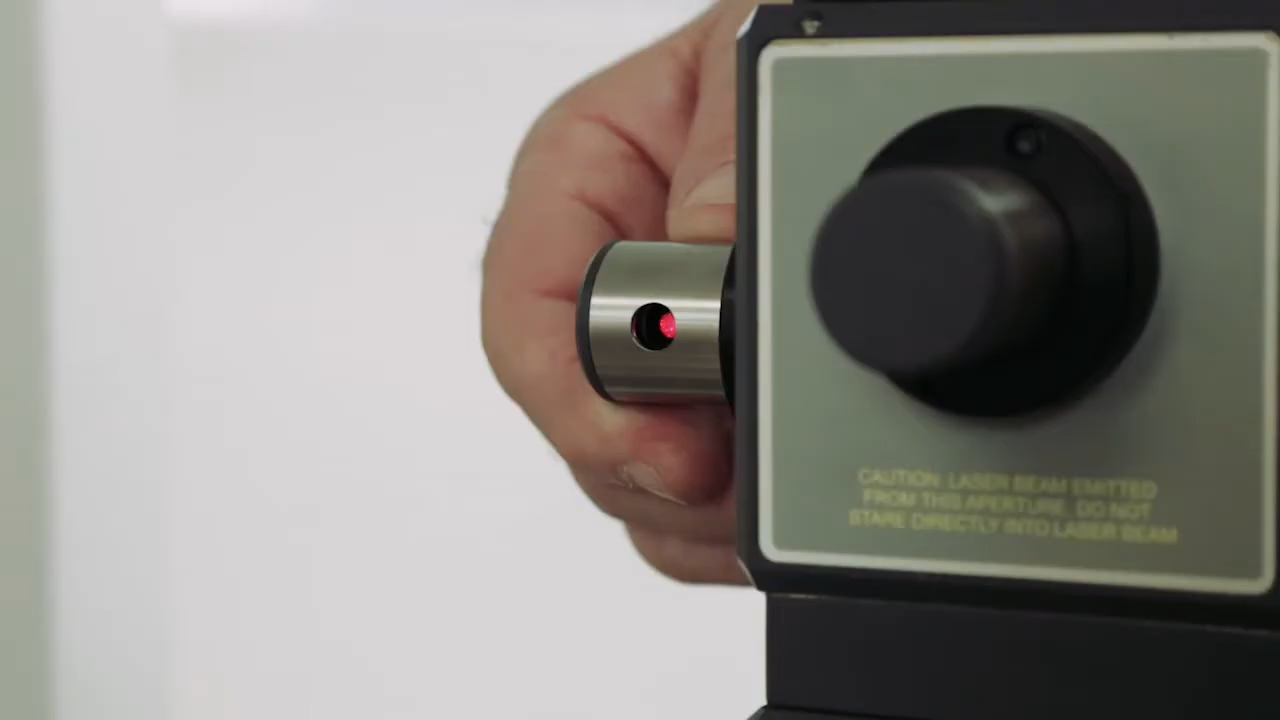 CAUTION: LASER BEAM EMITTED
FROM THIS APERTURE. DO NOT
STARE DIRECTLY INTO LASER BEAM